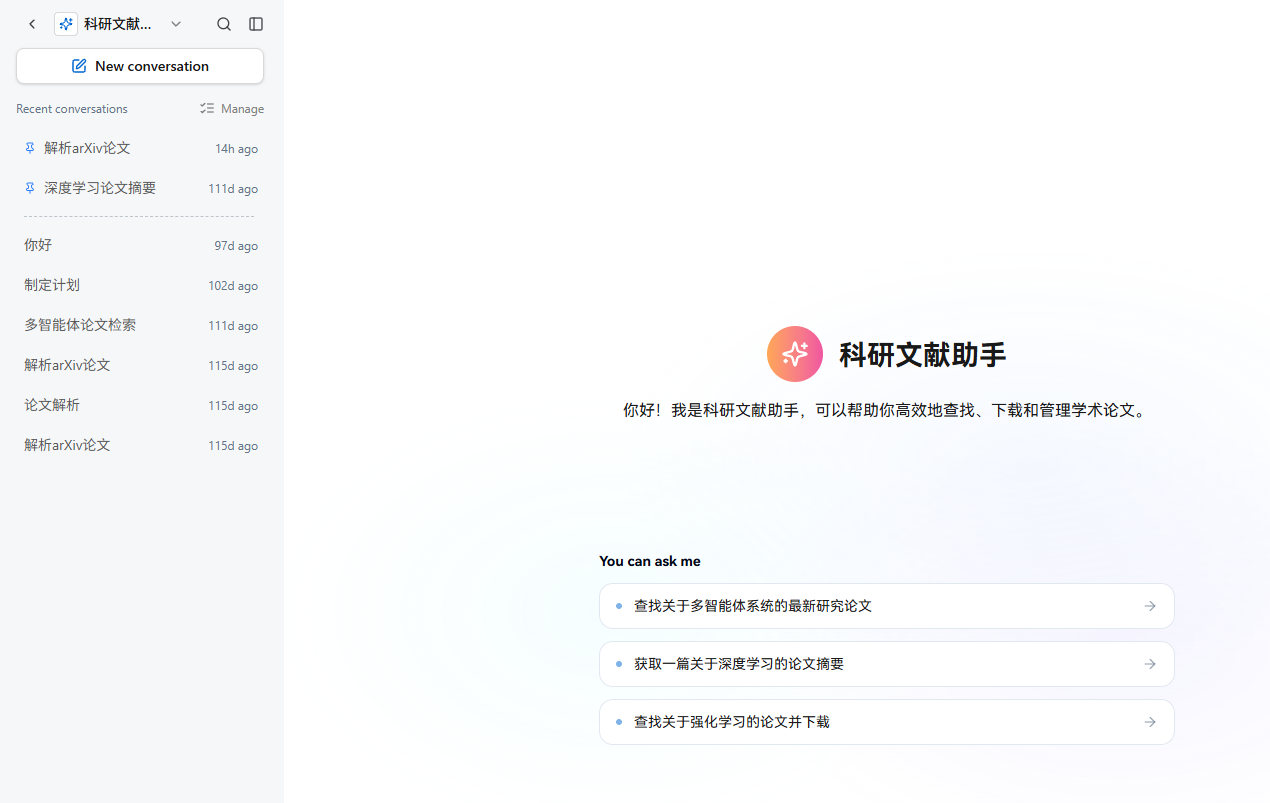 科研文献...
New conversation
Recent conversations Manage
解析arXiv论文 14h ago
深度学习论文摘要 111d ago
你好 97d ago
制定计划 102d ago
多智能体论文检索 111d ago
解析arXiv论文 115d ago
论文解析 115d ago
解析arXiv论文 115d ago
科研文献助手
你好！我是科研文献助手，可以帮助你高效地查找、下载和管理学术论文。
You can ask me
查找关于多智能体系统的最新研究论文
获取一篇关于深度学习的论文摘要
查找关于强化学习的论文并下载